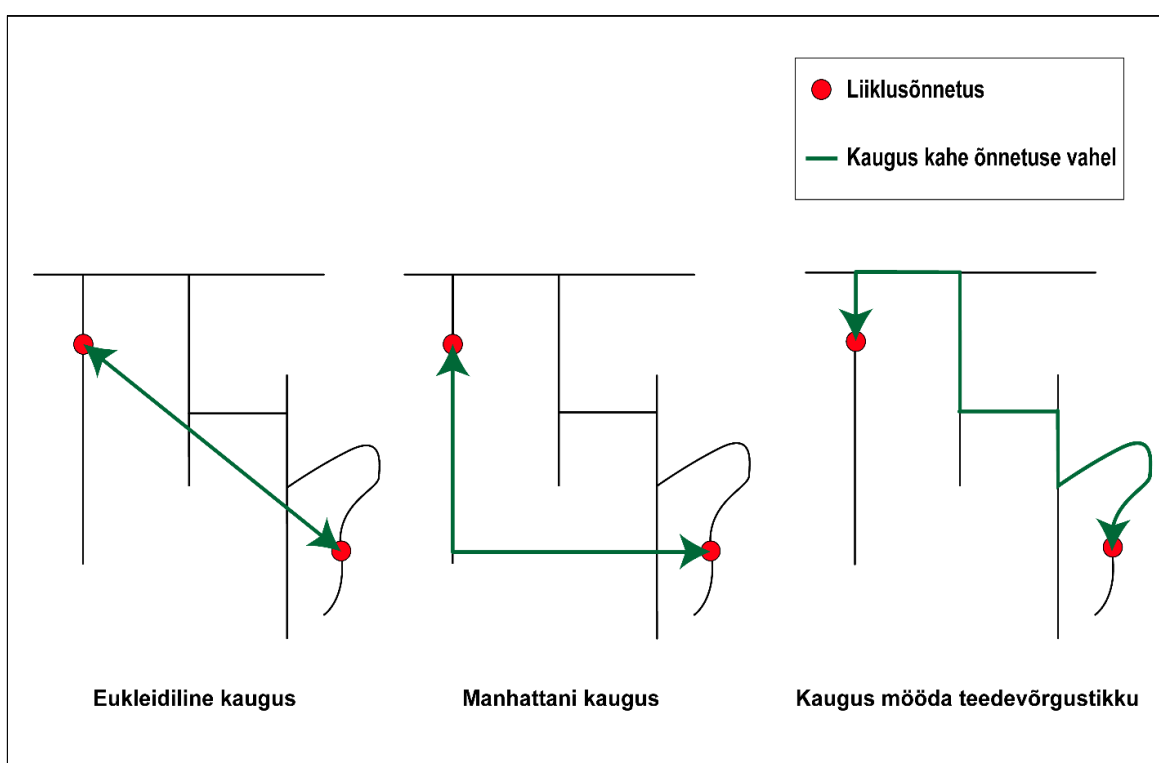 Liiklusõnnetus
Kaugus kahe õnnetuse vahel
Eukleidiline kaugus
Manhattani kaugus
Kaugus mööda teedevõrgustikku